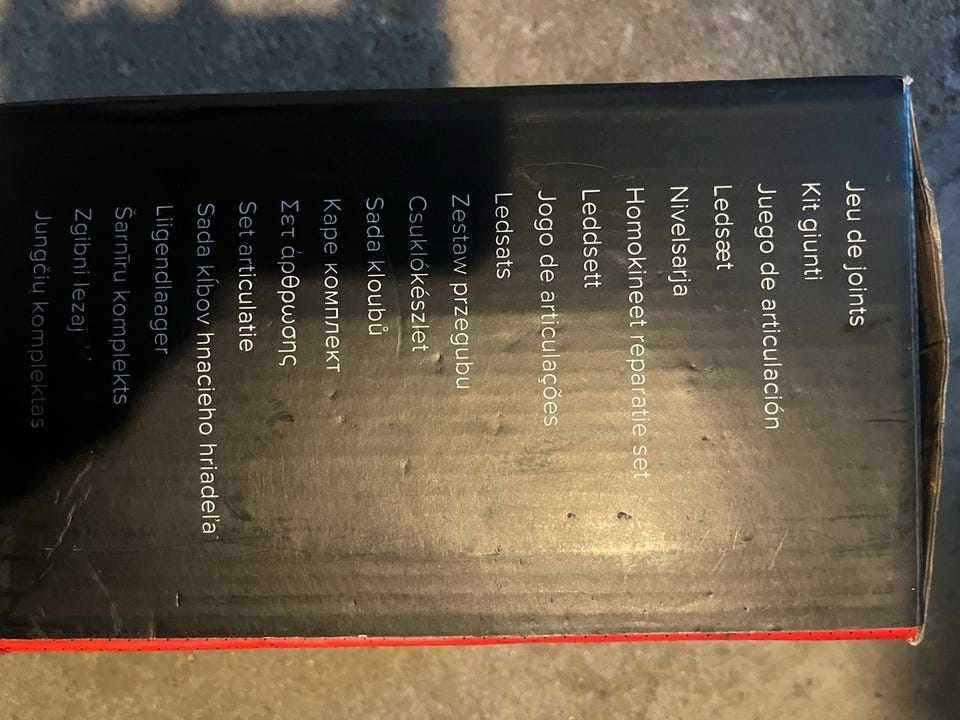 Jeu de joints
Kit giunti
Juego de articulación
Ledsæt
Nivelsarja
Homokineet reparatie set
Leddsett
Jogo de articulações
Ledsats
Zestaw przegubu
Csuklókészlet
Sada kloubů
Каре комплект
Σετ άρθρωσης
Set articulatie
Sada kĺbov hnacieho hriadeľa
Liigendlaager
Šarnīru komplekts
Zgibni lezaj
Jungčių komplektas